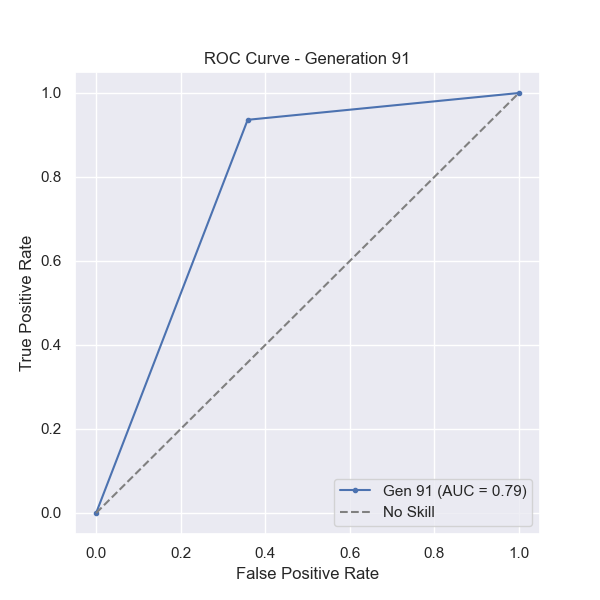 ROC Curve - Generation 91
1.0
0.8
0.6
0.4
0.2
0.0
True Positive Rate
Gen 91 (AUC = 0.79)
No Skill
0.0 0.2 0.4 0.6 0.8 1.0
False Positive Rate